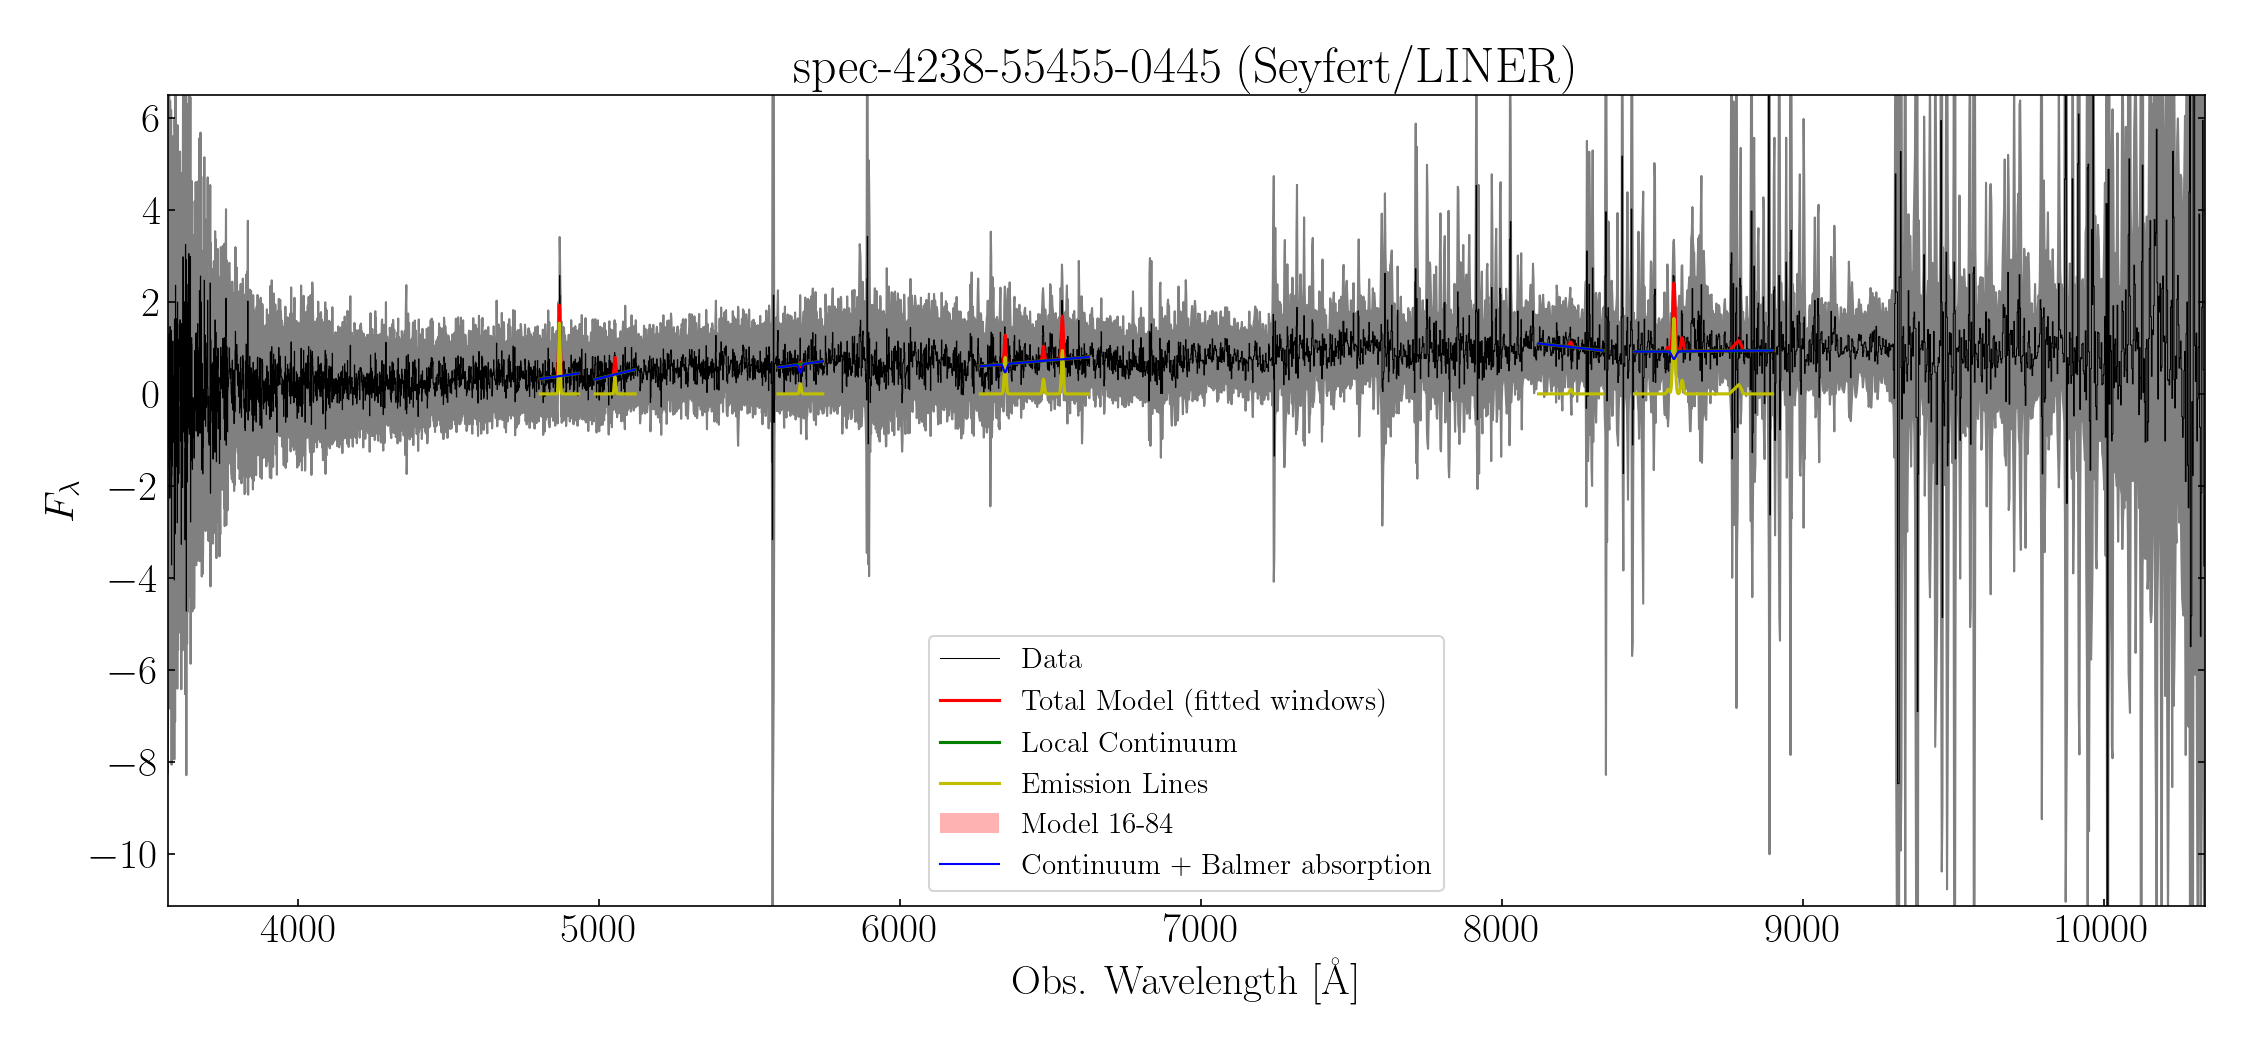 spec-4238-55455-0445 (Seyfert/LINER)
6
4
2
0
−2
−4
−6
−8
−10
F_λ
Data
Total Model (fitted windows)
Local Continuum
Emission Lines
Model 16-84
Continuum + Balmer absorption
4000 5000 6000 7000 8000 9000 10000
Obs. Wavelength [Å]